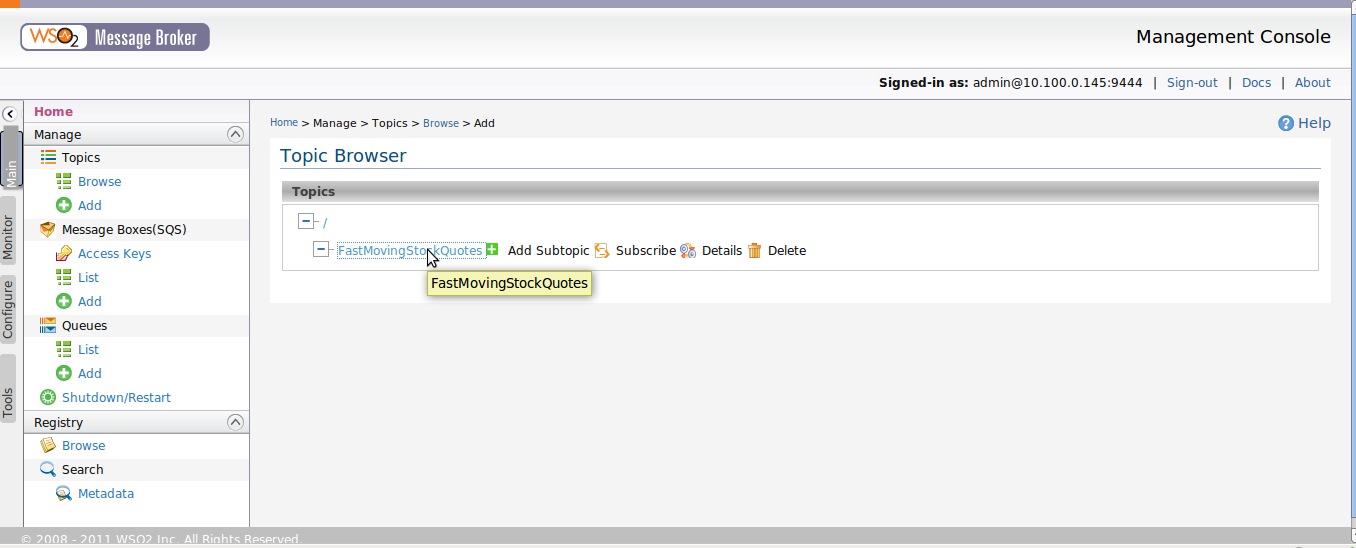 WSO2 Message Broker
Management Console
Signed-in as: admin@10.100.0.145:9444 | Sign-out | Docs | About
Main
Monitor
Configure
Tools
Home
Manage
Topics
Browse
Add
Message Boxes(SQS)
Access Keys
List
Add
Queues
List
Add
Shutdown/Restart
Registry
Browse
Search
Metadata
Home > Manage > Topics > Browse > Add
Help
Topic Browser
Topics
/
FastMovingStockQuotes Add Subtopic Subscribe Details Delete
FastMovingStockQuotes
© 2008 - 2011 WSO2 Inc. All Rights Reserved.